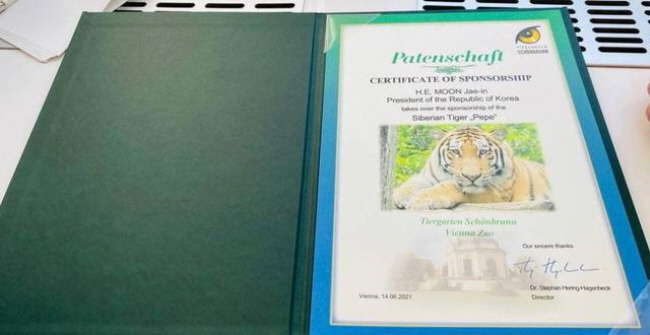 TIERGARTEN
SCHÖNBRUNN
Patenschaft
CERTIFICATE OF SPONSORSHIP
H.E. MOON Jae-in
President of the Republic of Korea
takes over the sponsorship of the
Siberian Tiger „Pepe"
Tiergarten Schönbrunn
Vienna Zoo
Our sincere thanks
Dr. Stephan Hering-Hagenbeck
Vienna, 14.06.2021
Director